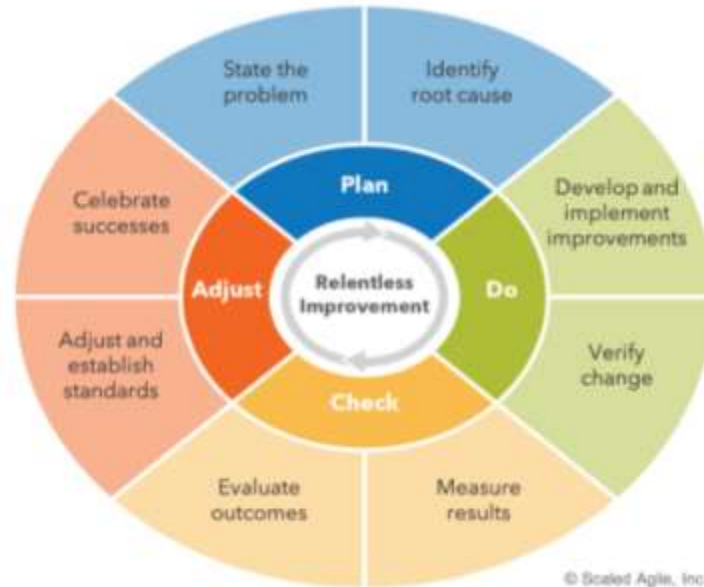 State the
problem
Identify
root cause
Plan
Celebrate
successes
Develop and
implement
improvements
Adjust
Relentless
Improvement
Do
Adjust and
establish
standards
Verify
change
Check
Evaluate
outcomes
Measure
results
© Scaled Agile, Inc